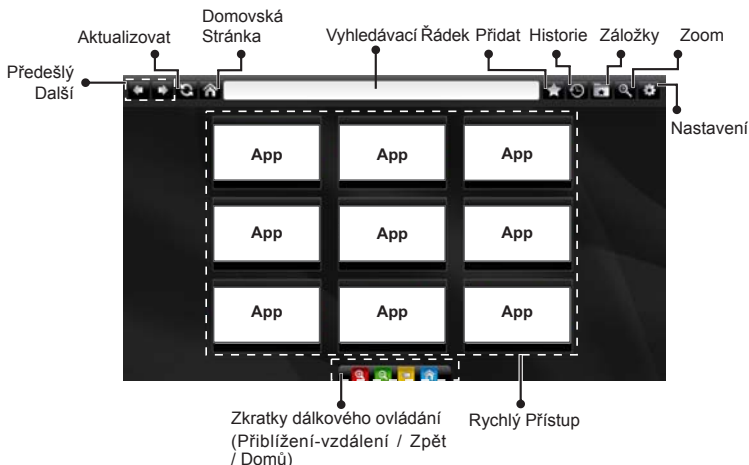 Domovská
Stránka
Aktualizovat
Vyhledávací Řádek Přidat Historie Záložky Zoom
Předešlý
Další
Nastavení
App App App
App App App
App App App
Zkratky dálkového ovládání
(Přiblížení-vzdálení / Zpět
/ Domů)
Rychlý Přístup